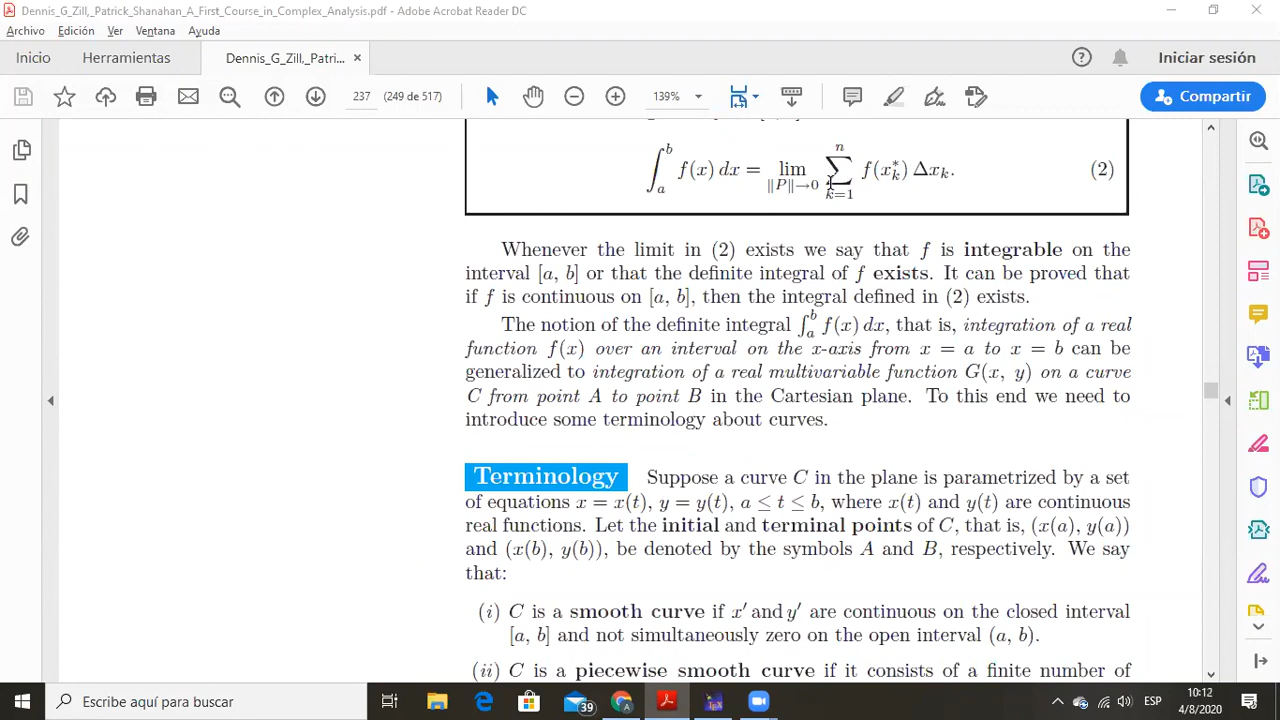 Dennis_G_Zill,_Patrick_Shanahan_A_First_Course_in_Complex_Analysis.pdf - Adobe Acrobat Reader DC
Archivo Edición Ver Ventana Ayuda
Inicio Herramientas Dennis_G_Zill,_Patri... × Iniciar sesión
237 (249 de 517) 139% Compartir
∫_a^b f(x) dx = lim_{‖P‖→0} ∑_{k=1}^n f(x_k^*) Δx_k. (2)
Whenever the limit in (2) exists we say that f is integrable on the
interval [a, b] or that the definite integral of f exists. It can be proved that
if f is continuous on [a, b], then the integral defined in (2) exists.
The notion of the definite integral ∫_a^b f(x) dx, that is, integration of a real
function f(x) over an interval on the x-axis from x = a to x = b can be
generalized to integration of a real multivariable function G(x, y) on a curve
C from point A to point B in the Cartesian plane. To this end we need to
introduce some terminology about curves.
Terminology Suppose a curve C in the plane is parametrized by a set
of equations x = x(t), y = y(t), a ≤ t ≤ b, where x(t) and y(t) are continuous
real functions. Let the initial and terminal points of C, that is, (x(a), y(a))
and (x(b), y(b)), be denoted by the symbols A and B, respectively. We say
that:
(i) C is a smooth curve if x′ and y′ are continuous on the closed interval
[a, b] and not simultaneously zero on the open interval (a, b).
(ii) C is a piecewise smooth curve if it consists of a finite number of
Escribe aquí para buscar 39 ESP 10:12
4/8/2020